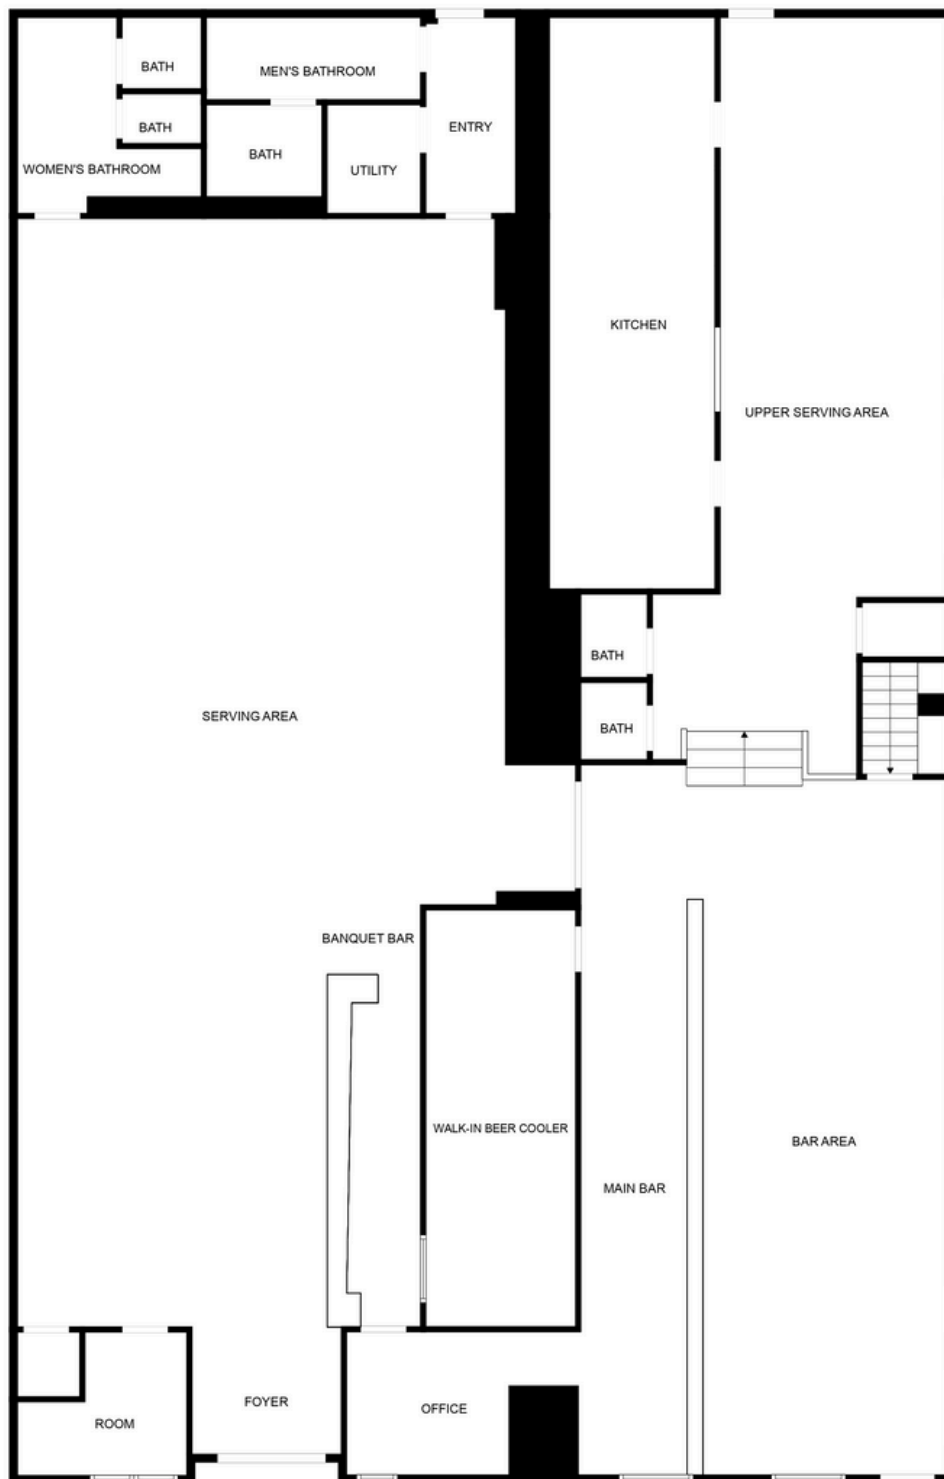 BATH
MEN'S BATHROOM
BATH
ENTRY
BATH
WOMEN'S BATHROOM
UTILITY
KITCHEN
UPPER SERVING AREA
BATH
SERVING AREA
BATH
BANQUET BAR
WALK-IN BEER COOLER
BAR AREA
MAIN BAR
FOYER
OFFICE
ROOM